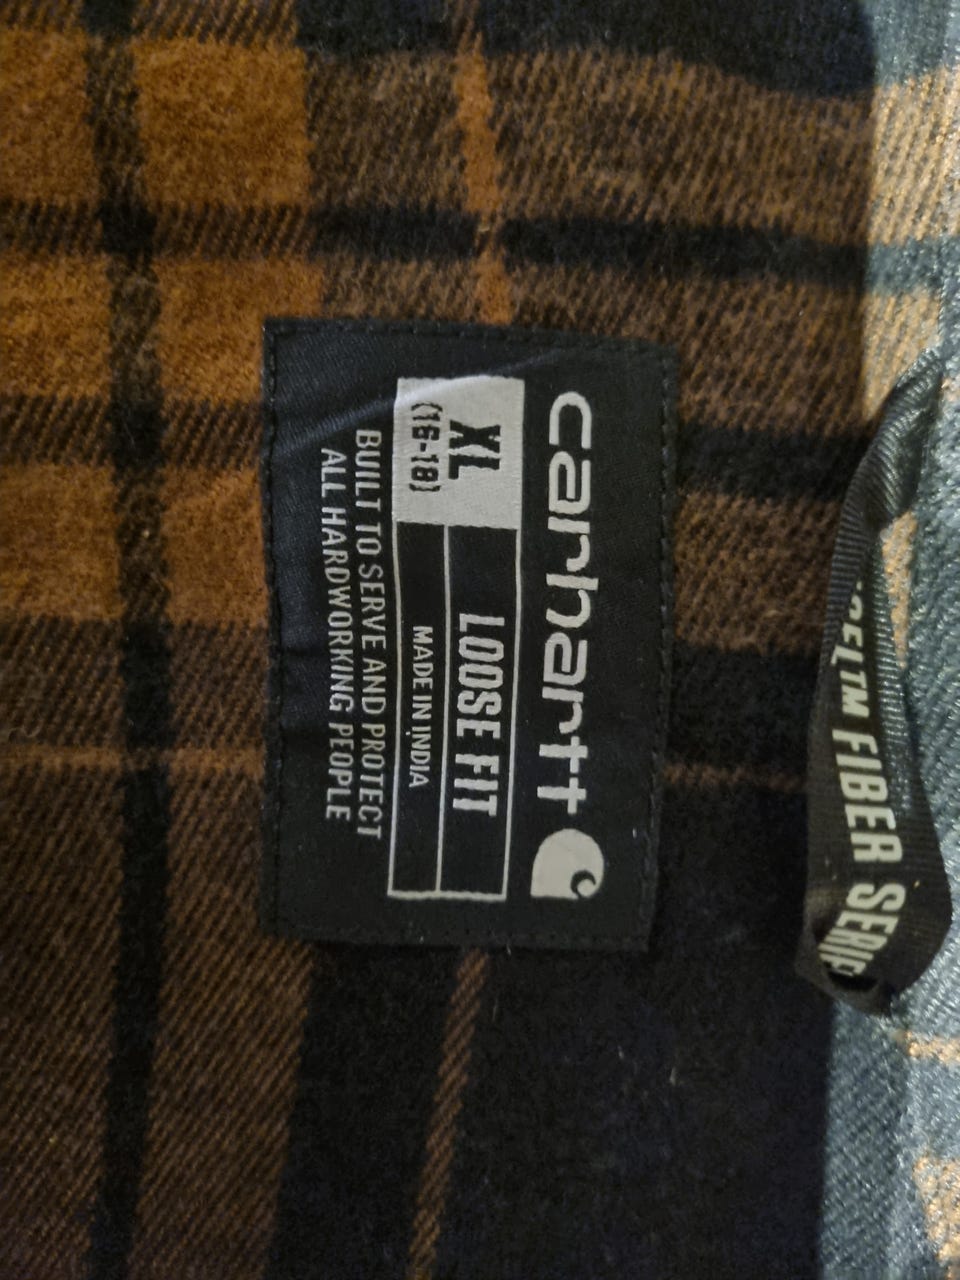 carhartt
XL
(16-18)
LOOSE FIT
MADE IN INDIA
BUILT TO SERVE AND PROTECT
ALL HARDWORKING PEOPLE
FIBER